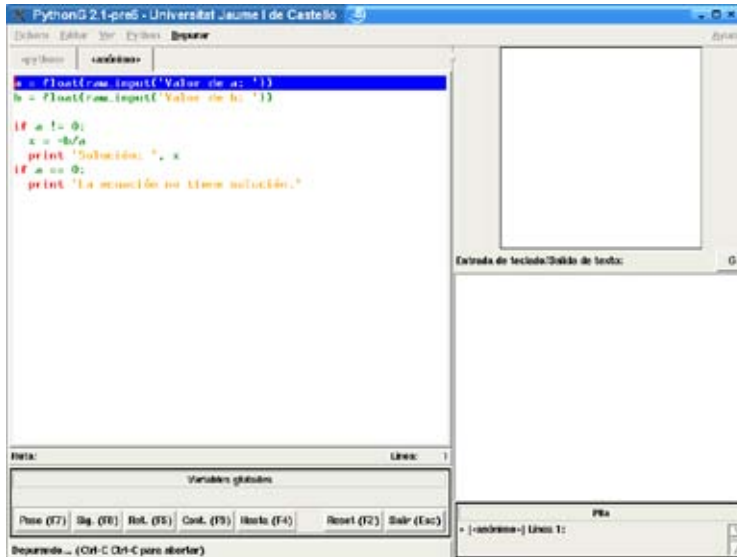 PythonG 2.1-pre6 - Universitat Jaume I de Castelló
Fichero Editar Ver Python Depurar
<python> <anónimo>
a = float(raw_input('Valor de a: '))
b = float(raw_input('Valor de b: '))
if a != 0:
x = -b/a
print 'Solución: ', x
if a == 0:
print 'La ecuación no tiene solución.'
Entrada de teclado/Salida de texto:
Ruta: Línea: 1
Variables globales
Paso (F7) Sig. (F8) Ret. (F5) Cont. (F9) Hasta (F4) Reset (F2) Salir (Esc)
Pila
> [<anónimo>] Línea 1:
Depurando... (Ctrl-C Ctrl-C para abortar)